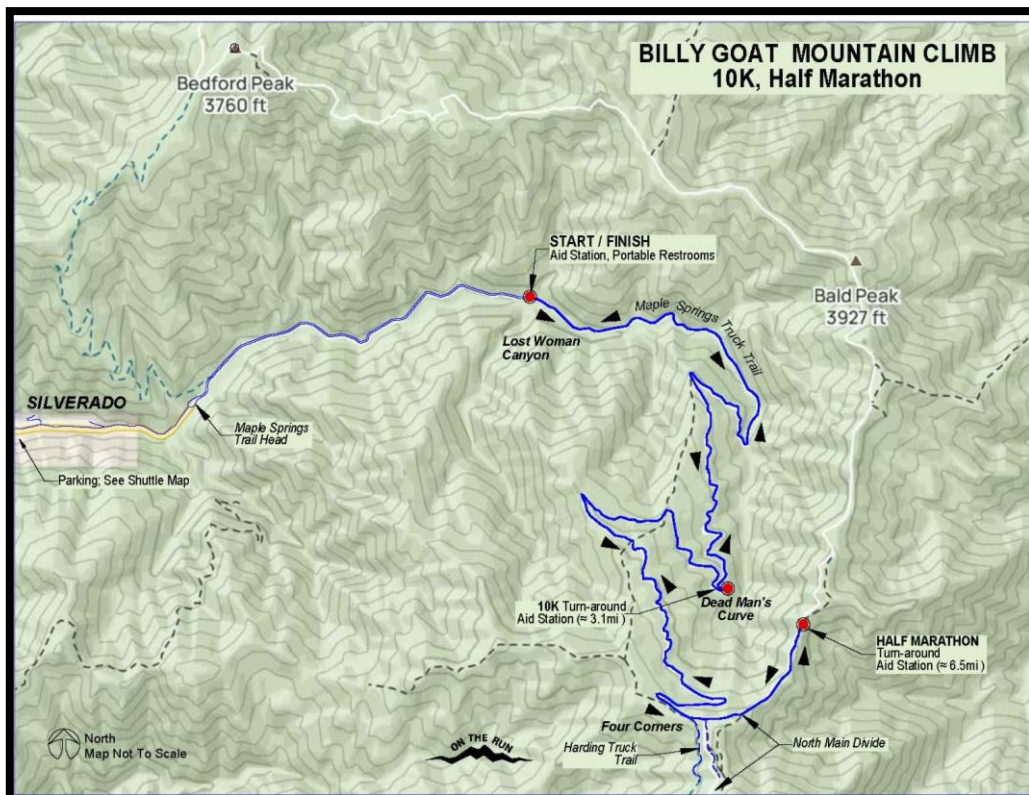 BILLY GOAT MOUNTAIN CLIMB
10K, Half Marathon
Bedford Peak
3760 ft
START / FINISH
Aid Station, Portable Restrooms
Maple Springs Truck Trail
Bald Peak
3927 ft
Lost Woman
Canyon
SILVERADO
Maple Springs
Trail Head
Parking; See Shuttle Map
10K Turn-around
Aid Station (≈ 3.1mi )
Dead Man's
Curve
HALF MARATHON
Turn-around
Aid Station (≈ 6.5mi )
Four Corners
North
Map Not To Scale
ON THE RUN
Harding Truck
Trail
North Main Divide